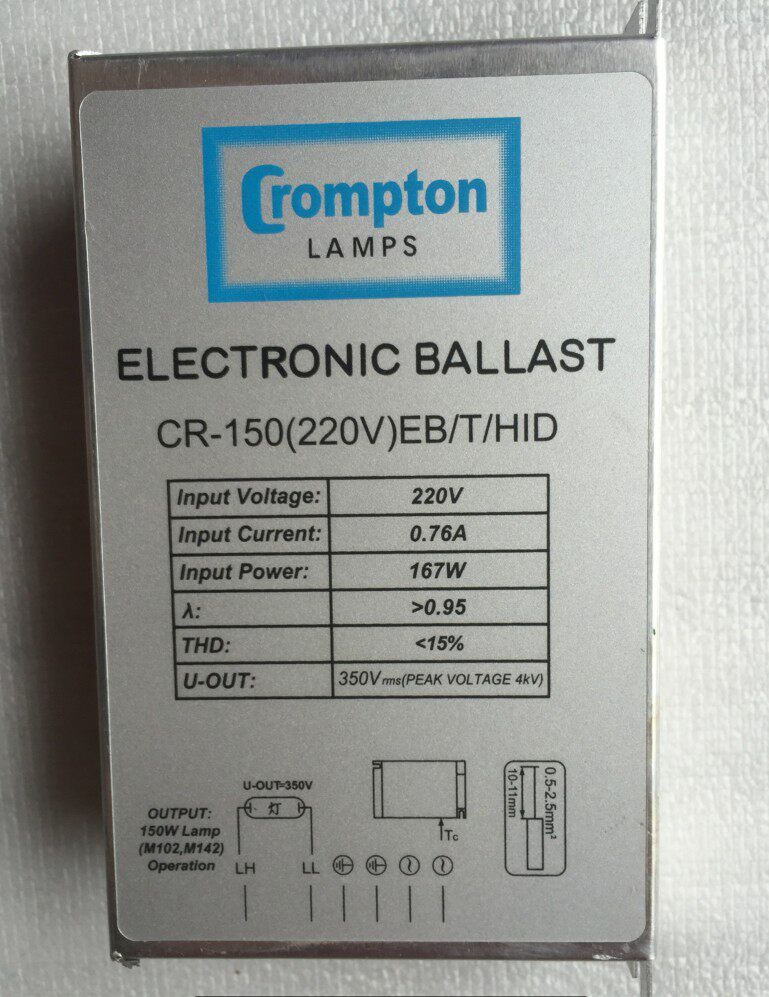 Crompton
LAMPS
ELECTRONIC BALLAST
CR-150(220V)EB/T/HID
Input Voltage: 220V
Input Current: 0.76A
Input Power: 167W
λ: >0.95
THD: <15%
U-OUT: 350Vrms(PEAK VOLTAGE 4kV)
OUTPUT:
150W Lamp
(M102,M142)
Operation
U-OUT=350V
灯
LH LL
Tc
10-11mm
0.5-2.5mm²